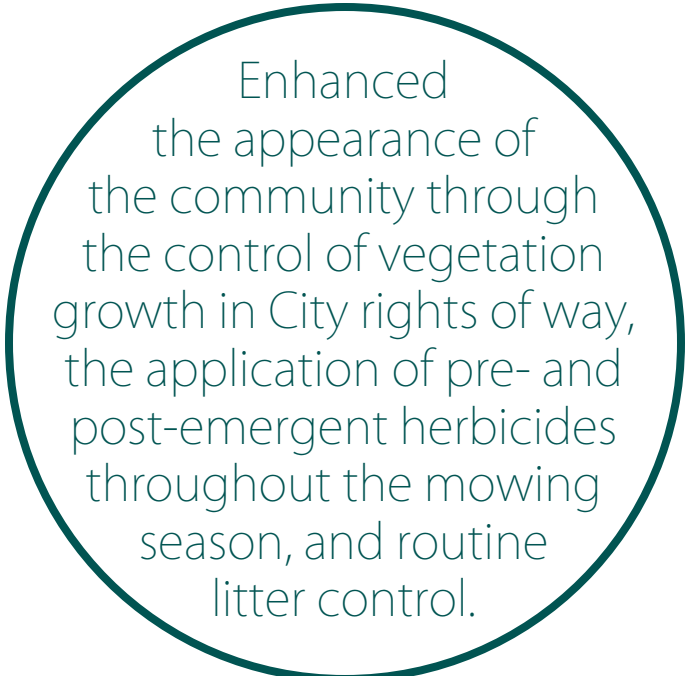 Enhanced
the appearance of
the community through
the control of vegetation
growth in City rights of way,
the application of pre- and
post-emergent herbicides
throughout the mowing
season, and routine
litter control.